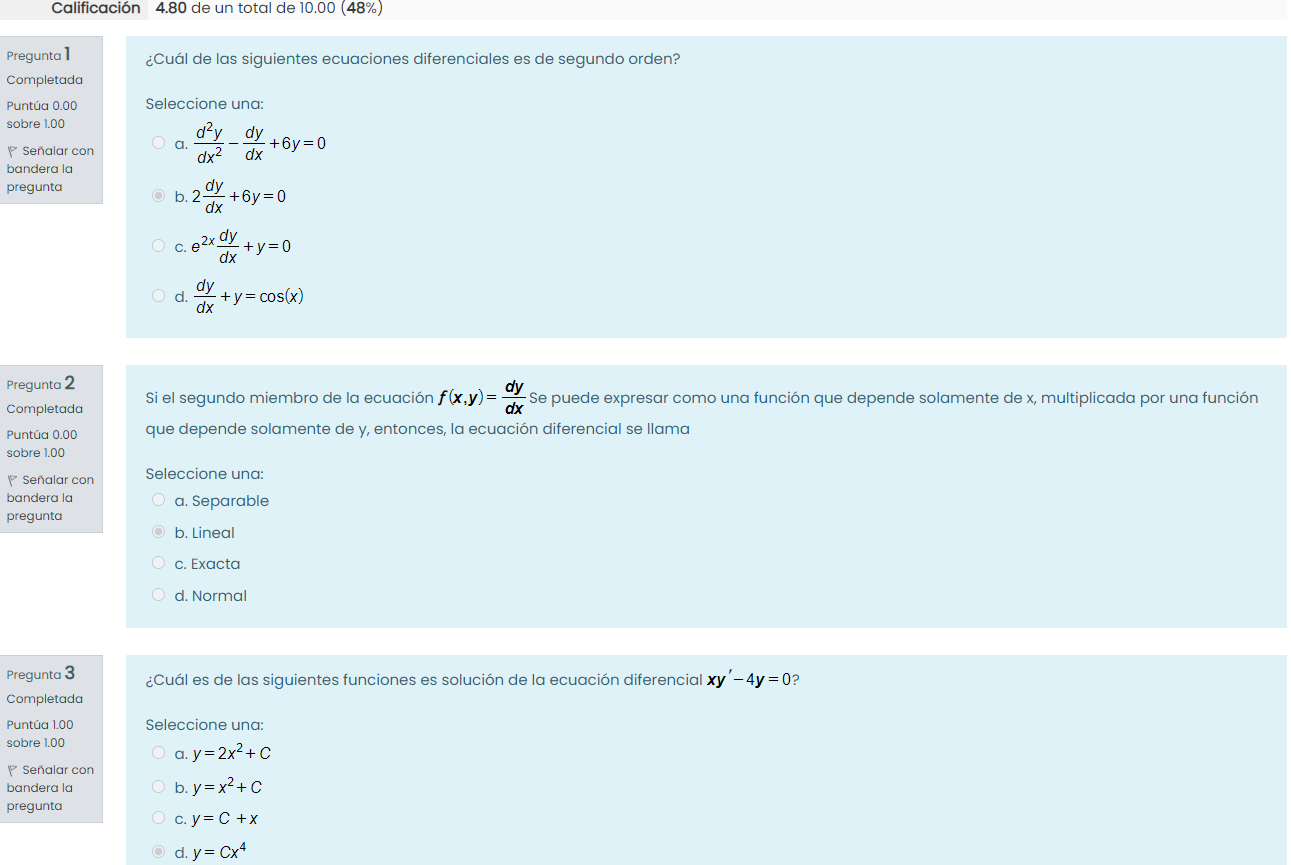 Calificación 4.80 de un total de 10.00 (48%)
Pregunta 1
Completada
Puntúa 0.00
sobre 1.00
Señalar con
bandera la
pregunta
¿Cuál de las siguientes ecuaciones diferenciales es de segundo orden?
Seleccione una:
a. d²y/dx² − dy/dx + 6y = 0
b. 2 dy/dx + 6y = 0
c. e^{2x} dy/dx + y = 0
d. dy/dx + y = cos(x)
Pregunta 2
Completada
Puntúa 0.00
sobre 1.00
Señalar con
bandera la
pregunta
Si el segundo miembro de la ecuación f(x,y) = dy/dx Se puede expresar como una función que depende solamente de x, multiplicada por una función
que depende solamente de y, entonces, la ecuación diferencial se llama
Seleccione una:
a. Separable
b. Lineal
c. Exacta
d. Normal
Pregunta 3
Completada
Puntúa 1.00
sobre 1.00
Señalar con
bandera la
pregunta
¿Cuál es de las siguientes funciones es solución de la ecuación diferencial xy′ − 4y = 0?
Seleccione una:
a. y = 2x² + C
b. y = x² + C
c. y = C + x
d. y = Cx⁴